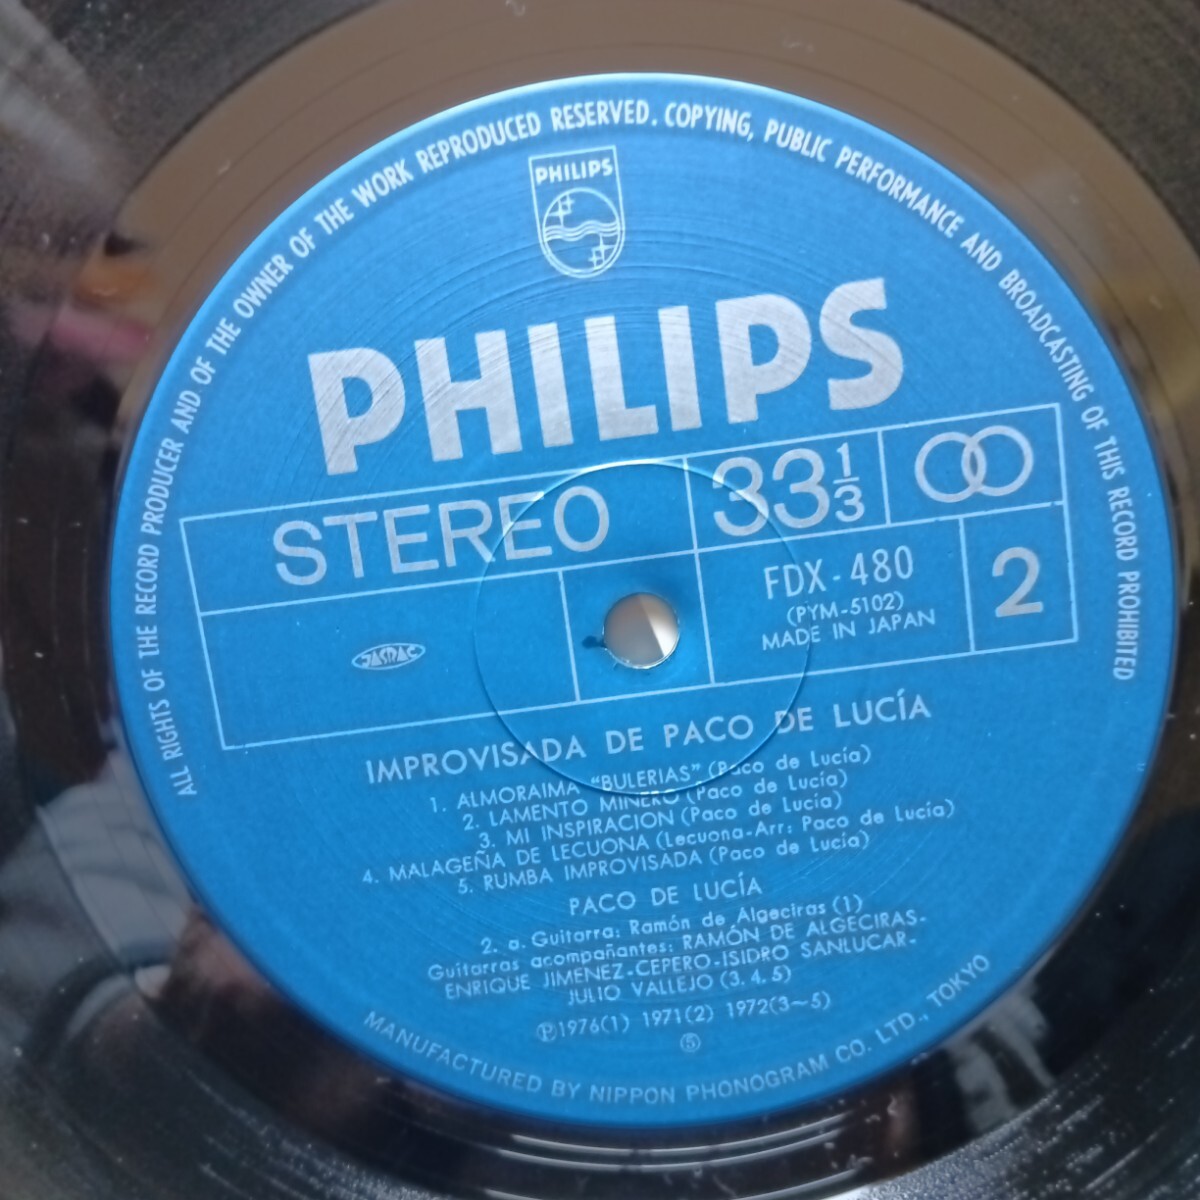 ALL RIGHTS OF THE RECORD PRODUCER AND OF THE OWNER OF THE WORK REPRODUCED RESERVED. COPYING, PUBLIC PERFORMANCE AND BROADCASTING OF THIS RECORD PROHIBITED
PHILIPS
PHILIPS
STEREO
33 1/3
FDX-480
(PYM-5102)
MADE IN JAPAN
2
JASRAC
IMPROVISADA DE PACO DE LUCÍA
1. ALMORAIMA "BULERIAS" (Paco de Lucía)
2. LAMENTO MINERO (Paco de Lucía)
3. MI INSPIRACION (Paco de Lucía)
4. MALAGEÑA DE LECUONA (Lecuona-Arr: Paco de Lucía)
5. RUMBA IMPROVISADA (Paco de Lucía)
PACO DE LUCÍA
2. a. Guitarra: Ramón de Algeciras (1)
Guitarras acompañantes: RAMÓN DE ALGECIRAS-
ENRIQUE JIMENEZ-CEPERO-ISIDRO SANLUCAR-
JULIO VALLEJO (3.4.5)
Ⓟ1976(1) 1971(2) 1972(3~5)
⑤
MANUFACTURED BY NIPPON PHONOGRAM CO. LTD., TOKYO